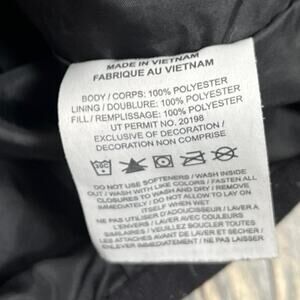 MADE IN VIETNAM
FABRIQUE AU VIETNAM
BODY / CORPS: 100% POLYESTER
LINING / DOUBLURE: 100% POLYESTER
FILL / REMPLISSAGE: 100% POLYESTER
UT PERMIT NO. 20198
EXCLUSIVE OF DECORATION /
DECORATION NON COMPRISE
DO NOT USE SOFTENERS / WASH INSIDE
OUT / WASH WITH LIKE COLORS / FASTEN ALL
CLOSURES TO WASH AND DRY / REMOVE
IMMEDIATELY / DO NOT ALLOW TO LAY ON
ITSELF WHEN WET
NE PAS UTILISER D'ADOUCISSEUR / LAVER À
L'ENVERS / LAVER AVEC COULEURS
SIMILAIRES / FERMER TOUTES
LES ATTACHES AVANT DE LAVER ET SÉCHER /
ENLEVER IMMÉDIATEMENT / NE PAS